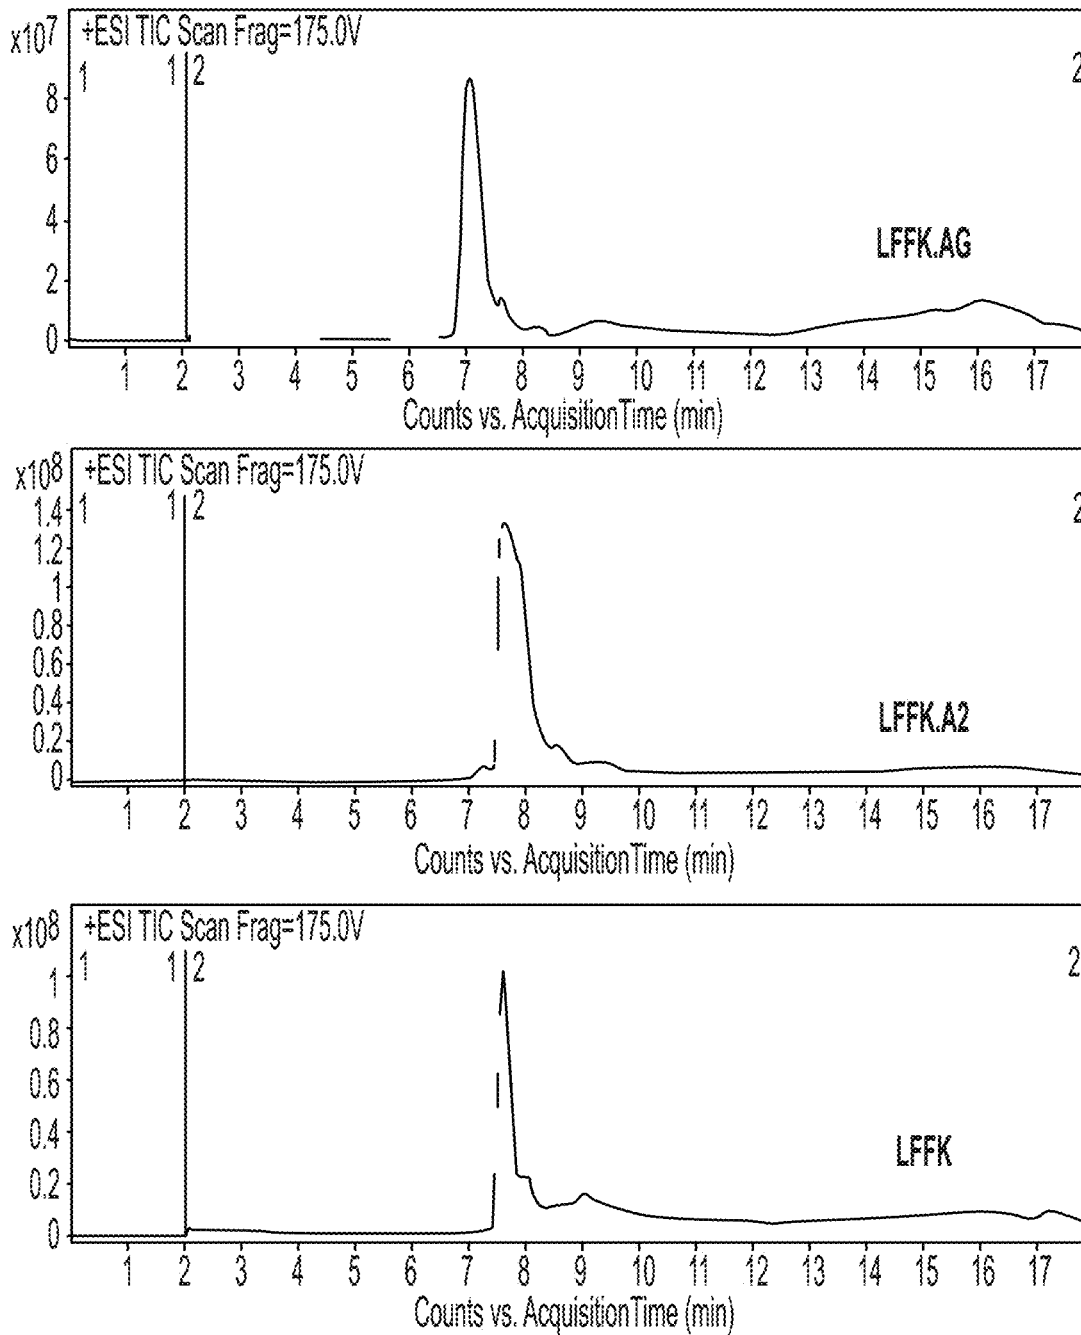 x10⁷
+ESI TIC Scan Frag=175.0V
1 1 2 2
8
6
4
2
0
LFFK.AG
1 2 3 4 5 6 7 8 9 10 11 12 13 14 15 16 17
Counts vs. AcquisitionTime (min)
x10⁸
+ESI TIC Scan Frag=175.0V
1 1 2 2
1.4
1.2
1
0.8
0.6
0.4
0.2
0
LFFK.A2
1 2 3 4 5 6 7 8 9 10 11 12 13 14 15 16 17
Counts vs. AcquisitionTime (min)
x10⁸
+ESI TIC Scan Frag=175.0V
1 1 2 2
1
0.8
0.6
0.4
0.2
0
LFFK
1 2 3 4 5 6 7 8 9 10 11 12 13 14 15 16 17
Counts vs. AcquisitionTime (min)